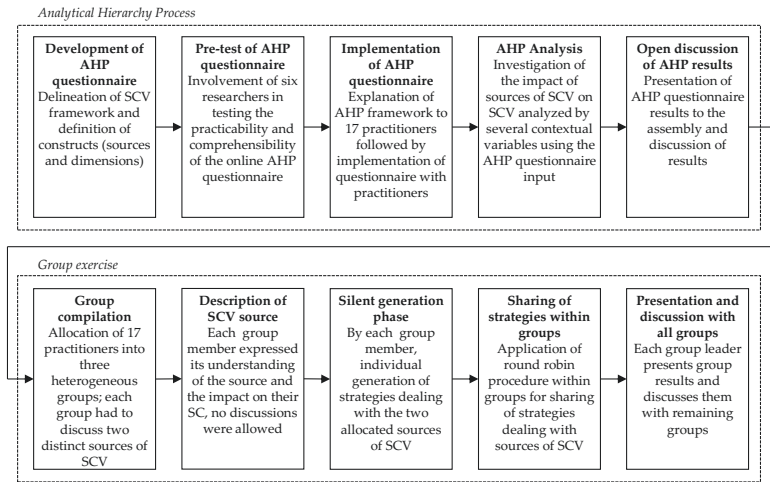 Analytical Hierarchy Process
Development of
AHP
questionnaire
Delineation of SCV
framework and
definition of
constructs (sources
and dimensions)
Pre-test of AHP
questionnaire
Involvement of six
researchers in
testing the
practicability and
comprehensibility
of the online AHP
questionnaire
Implementation
of AHP
questionnaire
Explanation of
AHP framework to
17 practitioners
followed by
implementation of
questionnaire with
practitioners
AHP Analysis
Investigation of
the impact of
sources of SCV on
SCV analyzed by
several contextual
variables using the
AHP questionnaire
input
Open discussion
of AHP results
Presentation of
AHP questionnaire
results to the
assembly and
discussion of
results
Group exercise
Group
compilation
Allocation of 17
practitioners into
three
heterogeneous
groups; each
group had to
discuss two
distinct sources of
SCV
Description of
SCV source
Each group
member expressed
its understanding
of the source and
the impact on their
SC, no discussions
were allowed
Silent generation
phase
By each group
member,
individual
generation of
strategies dealing
with the two
allocated sources
of SCV
Sharing of
strategies within
groups
Application of
round robin
procedure within
groups for sharing
of strategies
dealing with
sources of SCV
Presentation and
discussion with
all groups
Each group leader
presents group
results and
discusses them
with remaining
groups